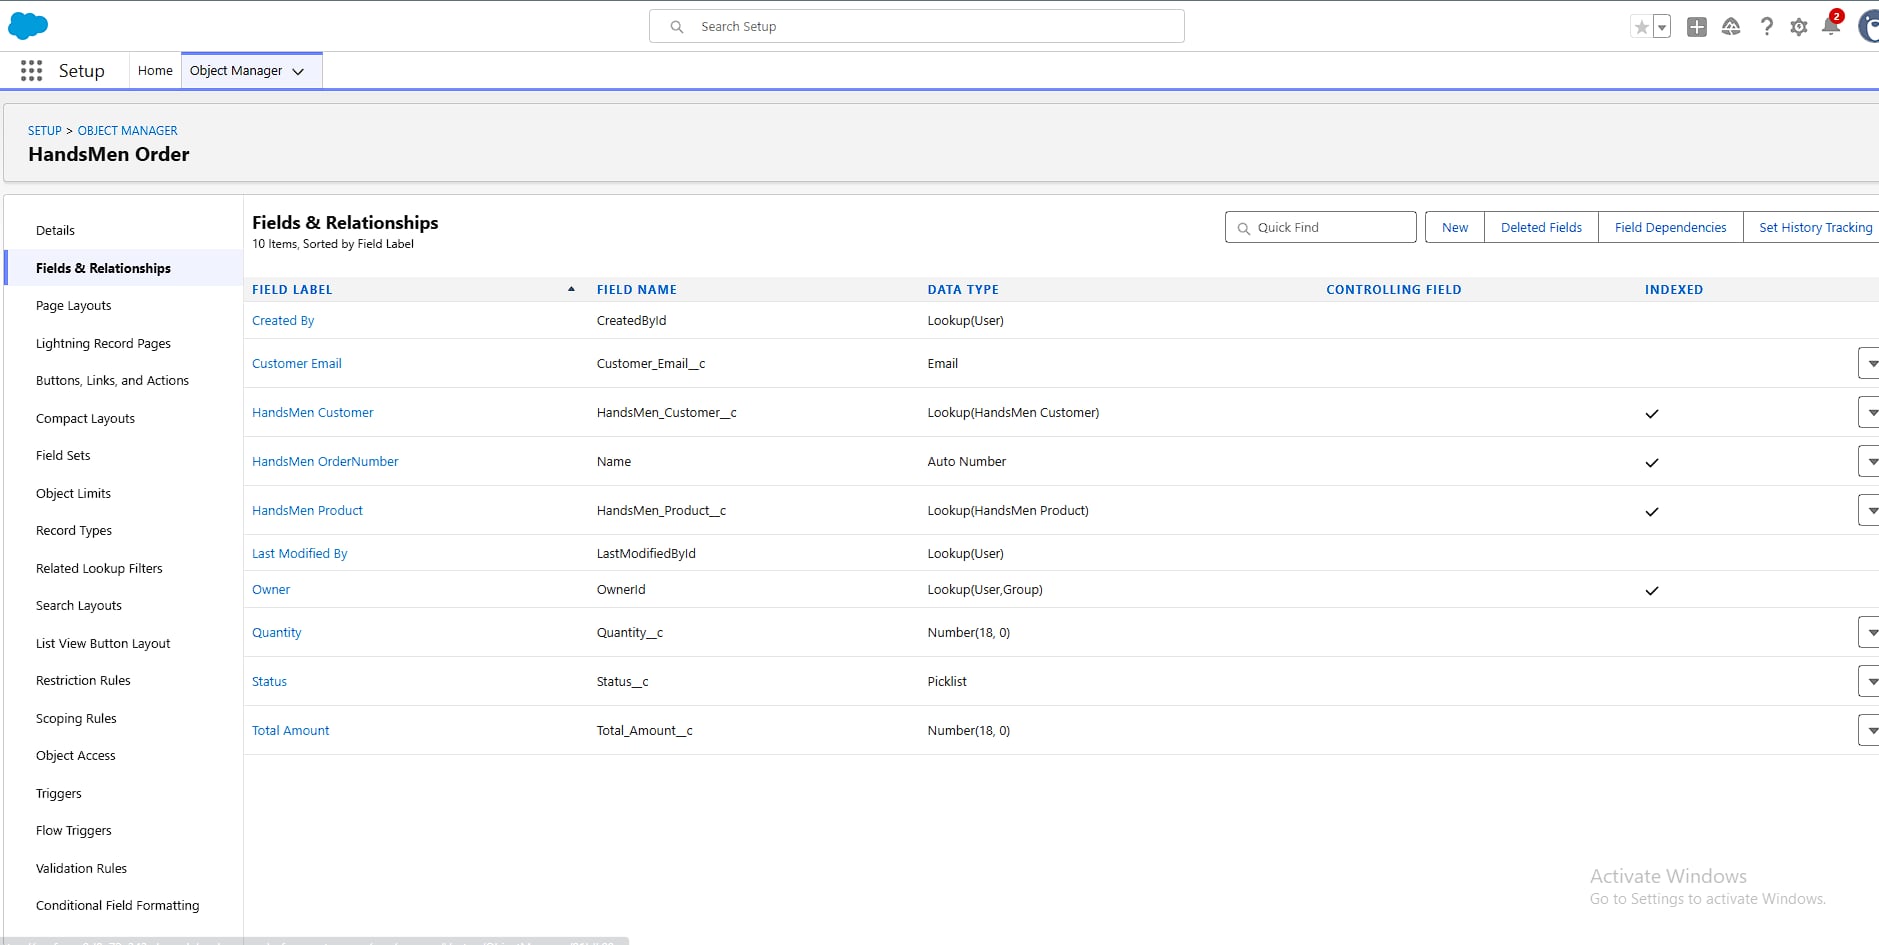 Search Setup
2
Setup
Home
Object Manager
SETUP > OBJECT MANAGER
HandsMen Order
Details
Fields & Relationships
Page Layouts
Lightning Record Pages
Buttons, Links, and Actions
Compact Layouts
Field Sets
Object Limits
Record Types
Related Lookup Filters
Search Layouts
List View Button Layout
Restriction Rules
Scoping Rules
Object Access
Triggers
Flow Triggers
Validation Rules
Conditional Field Formatting
Fields & Relationships
10 Items, Sorted by Field Label
Quick Find
New
Deleted Fields
Field Dependencies
Set History Tracking
FIELD LABEL FIELD NAME DATA TYPE CONTROLLING FIELD INDEXED
Created By CreatedById Lookup(User)
Customer Email Customer_Email__c Email
HandsMen Customer HandsMen_Customer__c Lookup(HandsMen Customer)
HandsMen OrderNumber Name Auto Number
HandsMen Product HandsMen_Product__c Lookup(HandsMen Product)
Last Modified By LastModifiedById Lookup(User)
Owner OwnerId Lookup(User,Group)
Quantity Quantity__c Number(18, 0)
Status Status__c Picklist
Total Amount Total_Amount__c Number(18, 0)
Activate Windows
Go to Settings to activate Windows.